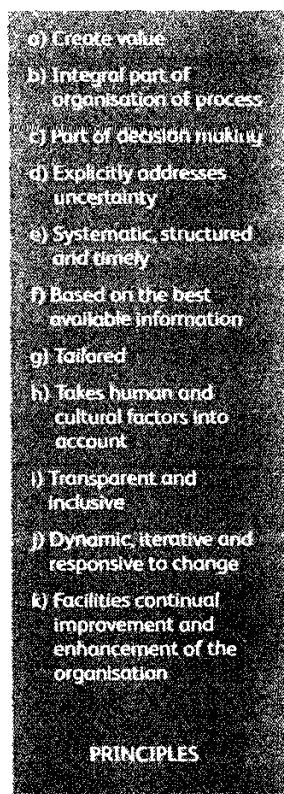 a) Create value
b) Integral part of
organisation of process
c) Part of decision making
d) Explicitly addresses
uncertainty
e) Systematic, structured
and timely
f) Based on the best
available information
g) Tailored
h) Takes human and
cultural factors into
account
i) Transparent and
inclusive
j) Dynamic, iterative and
responsive to change
k) Facilities continual
improvement and
enhancement of the
organisation
PRINCIPLES